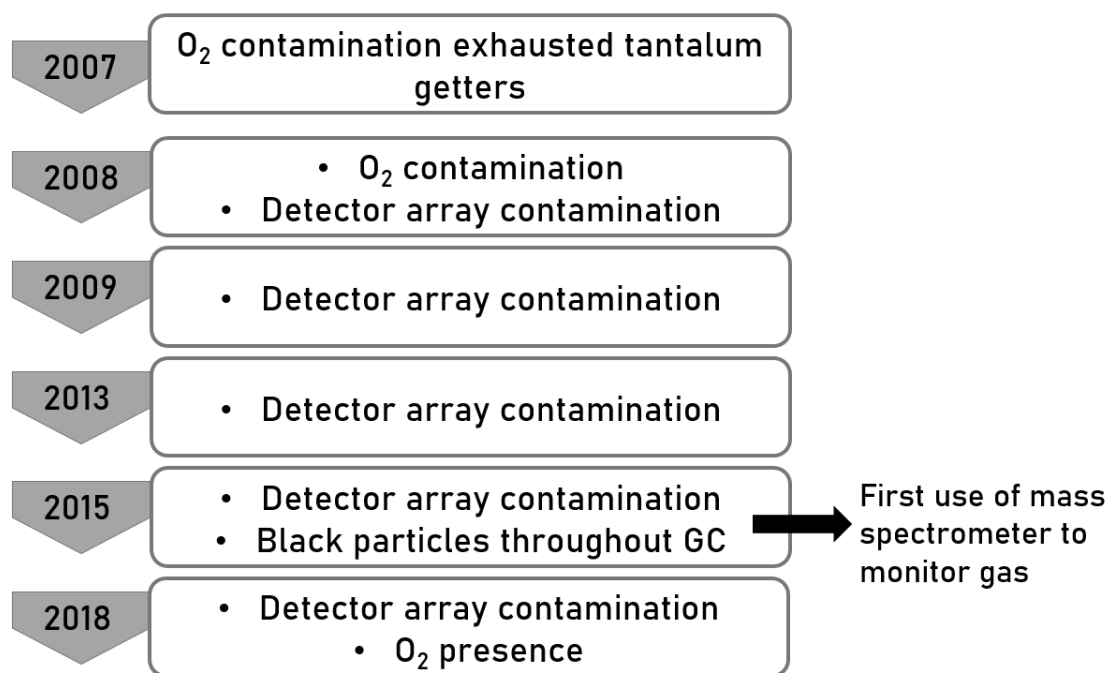 2007
O₂ contamination exhausted tantalum
getters
2008
• O₂ contamination
• Detector array contamination
2009
• Detector array contamination
2013
• Detector array contamination
2015
• Detector array contamination
• Black particles throughout GC
First use of mass
spectrometer to
monitor gas
2018
• Detector array contamination
• O₂ presence